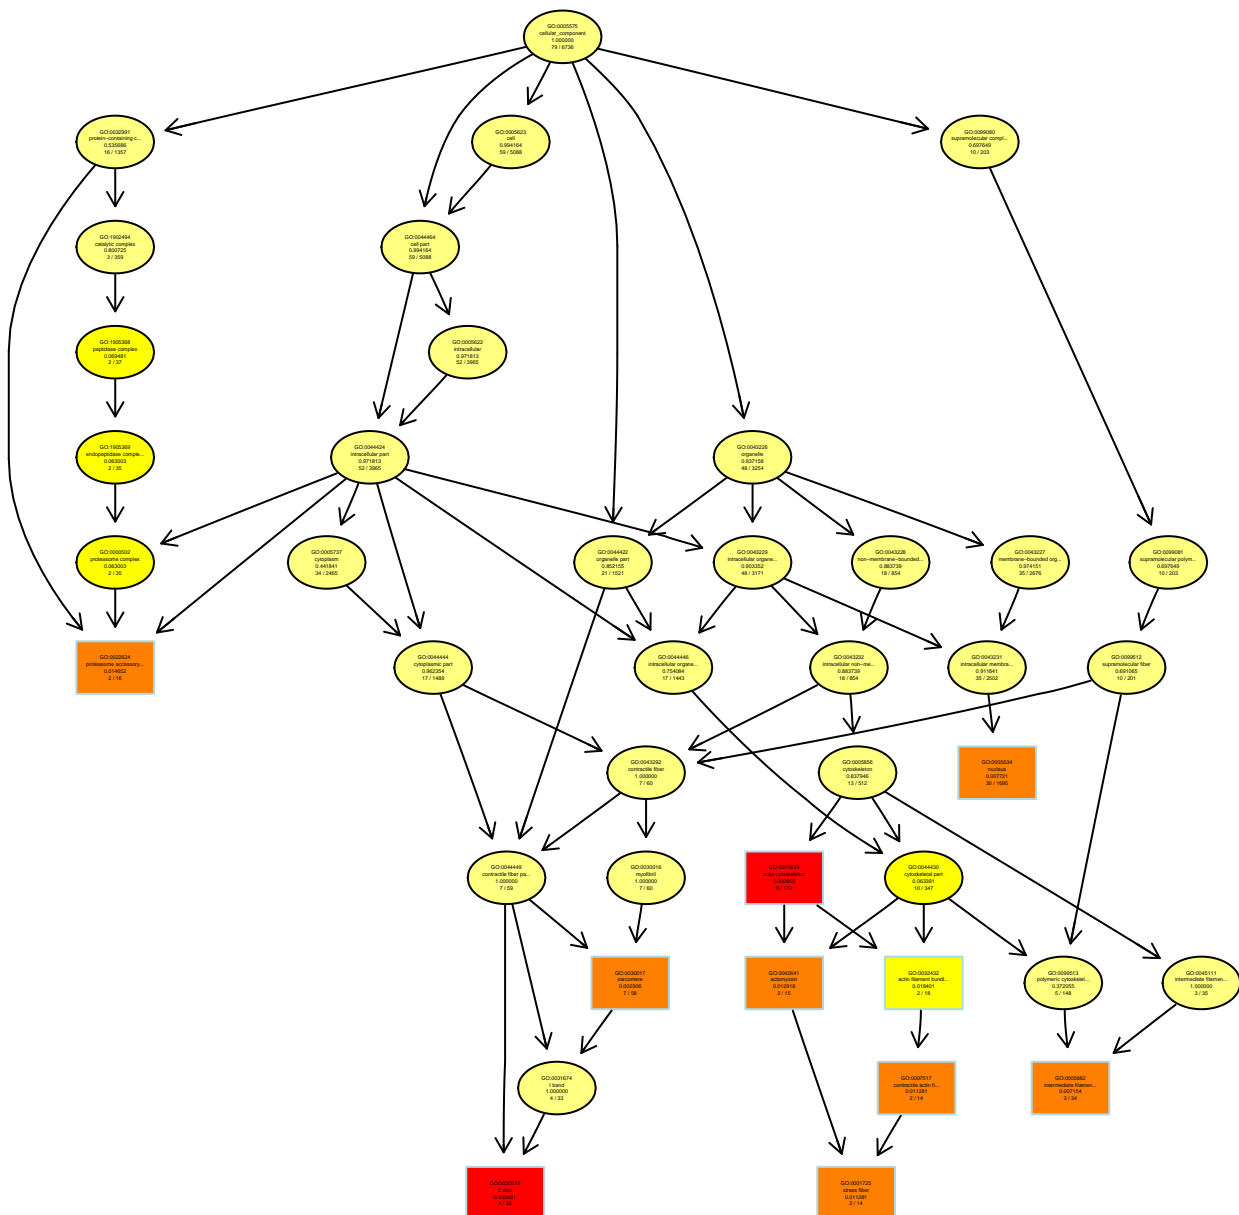 GO:0005575
cellular_component
1.000000
79 / 6736
GO:0032991
protein−containing c...
0.535686
16 / 1357
GO:0005623
cell
0.994164
59 / 5088
GO:0099080
supramolecular compl...
0.697649
10 / 203
GO:1902494
catalytic complex
0.800725
3 / 359
GO:0044464
cell part
0.994164
59 / 5088
GO:1905368
peptidase complex
0.069481
2 / 37
GO:0005622
intracellular
0.971813
52 / 3965
GO:1905369
endopeptidase comple...
0.063003
2 / 35
GO:0044424
intracellular part
0.971813
52 / 3965
GO:0043226
organelle
0.937158
48 / 3254
GO:0000502
proteasome complex
0.063003
2 / 35
GO:0005737
cytoplasm
0.441841
34 / 2465
GO:0044422
organelle part
0.852155
21 / 1521
GO:0043229
intracellular organe...
0.903352
48 / 3171
GO:0043228
non−membrane−bounded...
0.883739
18 / 854
GO:0043227
membrane−bounded org...
0.974151
35 / 2676
GO:0099081
supramolecular polym...
0.697649
10 / 203
GO:0022624
proteasome accessory...
0.014652
2 / 16
GO:0044444
cytoplasmic part
0.962354
17 / 1489
GO:0044446
intracellular organe...
0.754084
17 / 1443
GO:0043232
intracellular non−me...
0.883739
18 / 854
GO:0043231
intracellular membra...
0.911841
35 / 2502
GO:0099512
supramolecular fiber
0.691065
10 / 201
GO:0043292
contractile fiber
1.000000
7 / 60
GO:0005856
cytoskeleton
0.837946
13 / 512
GO:0005634
nucleus
0.007721
30 / 1695
GO:0044449
contractile fiber pa...
1.000000
7 / 59
GO:0030016
myofibril
1.000000
7 / 60
GO:0015629
actin cytoskeleton
GO:0044430
cytoskeletal part
0.063391
10 / 347
GO:0030017
sarcomere
0.002906
7 / 58
GO:0042641
actomyosin
0.012918
2 / 15
GO:0032432
actin filament bundl...
0.018401
2 / 18
GO:0099513
polymeric cytoskelet...
0.372055
5 / 148
GO:0045111
intermediate filamen...
1.000000
3 / 35
GO:0031674
I band
1.000000
4 / 33
GO:0097517
contractile actin fi...
0.011281
2 / 14
GO:0005882
intermediate filamen...
0.007154
3 / 34
GO:0030018
Z disc
GO:0001725
stress fiber
0.011281
2 / 14